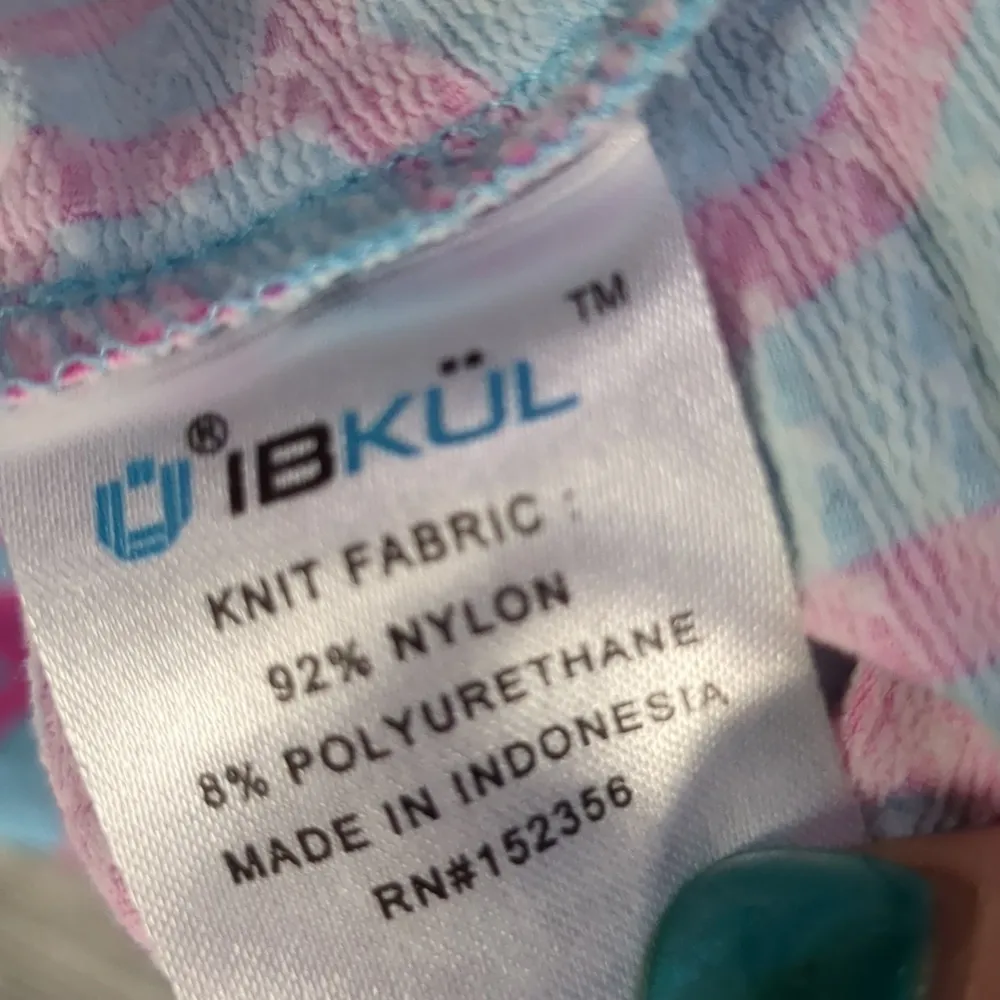 TM
® IBKÜL
KNIT FABRIC :
92% NYLON
8% POLYURETHANE
MADE IN INDONESIA
RN#152356